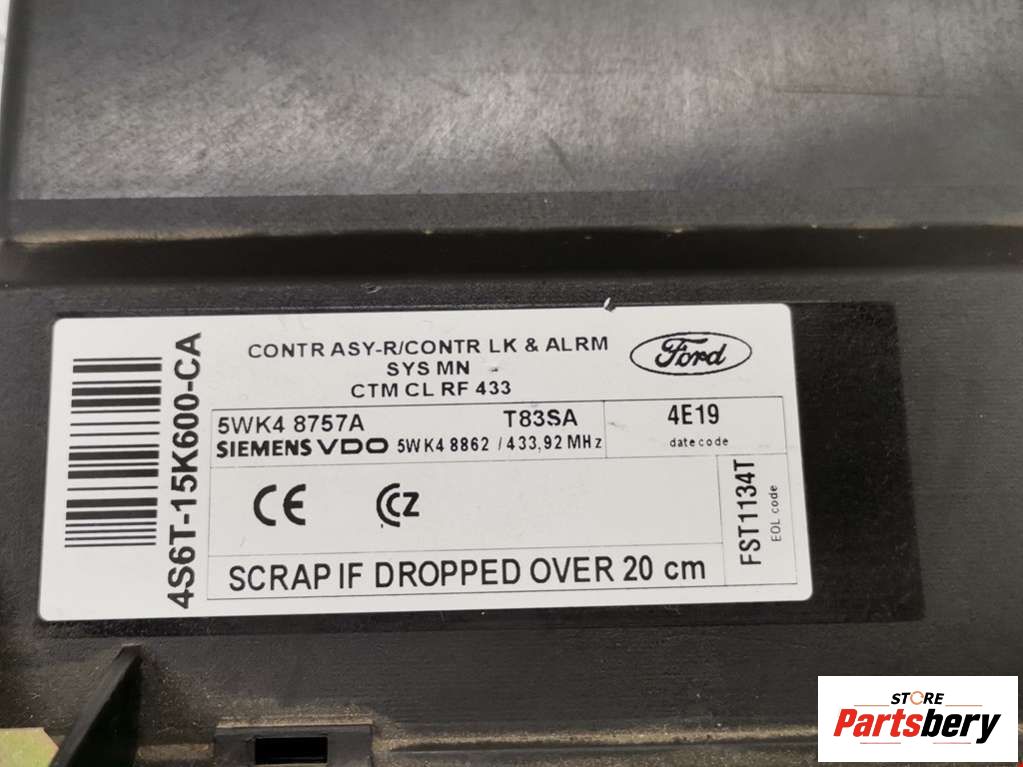 CONTR ASY-R/CONTR LK & ALRM
SYS MN
CTM CL RF 433
Ford
4S6T-15K600-CA
5WK4 8757A T83SA
SIEMENS VDO 5WK4 8862 / 433,92 MHz
4E19
date code
CE CZ
FST1134T
EOL code
SCRAP IF DROPPED OVER 20 cm
STORE
Partsbery